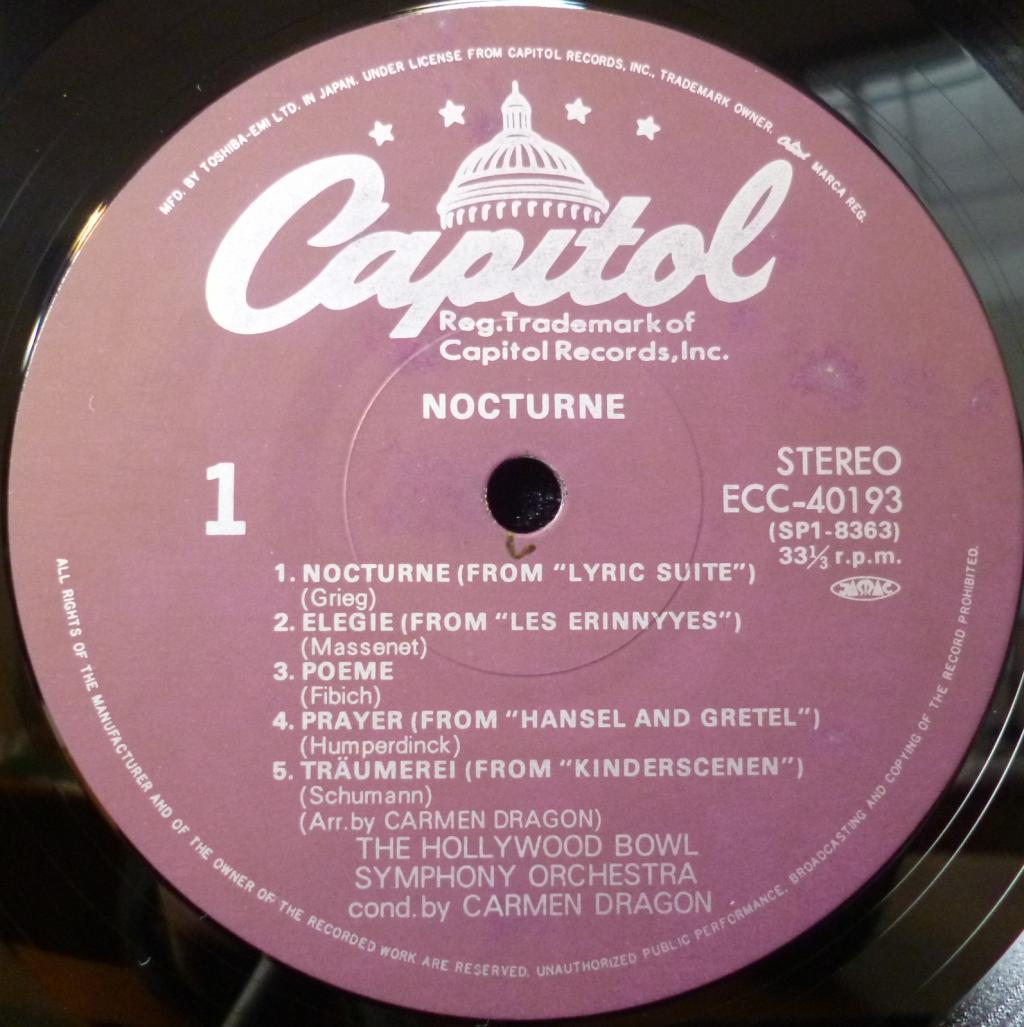 MFD. BY TOSHIBA-EMI LTD. IN JAPAN. UNDER LICENSE FROM CAPITOL RECORDS, INC., TRADEMARK OWNER. Capitol MARCA REG.
Capitol
Reg.Trademark of
Capitol Records,Inc.
NOCTURNE
1
STEREO
ECC-40193
(SP1-8363)
33⅓ r.p.m.
JASRAC
1. NOCTURNE (FROM "LYRIC SUITE")
(Grieg)
2. ELEGIE (FROM "LES ERINNYYES")
(Massenet)
3. POEME
(Fibich)
4. PRAYER (FROM "HANSEL AND GRETEL")
(Humperdinck)
5. TRÄUMEREI (FROM "KINDERSCENEN")
(Schumann)
(Arr.by CARMEN DRAGON)
THE HOLLYWOOD BOWL
SYMPHONY ORCHESTRA
cond.by CARMEN DRAGON
ALL RIGHTS OF THE MANUFACTURER AND OF THE OWNER OF THE RECORDED WORK ARE RESERVED. UNAUTHORIZED PUBLIC PERFORMANCE, BROADCASTING AND COPYING OF THE RECORD PROHIBITED.